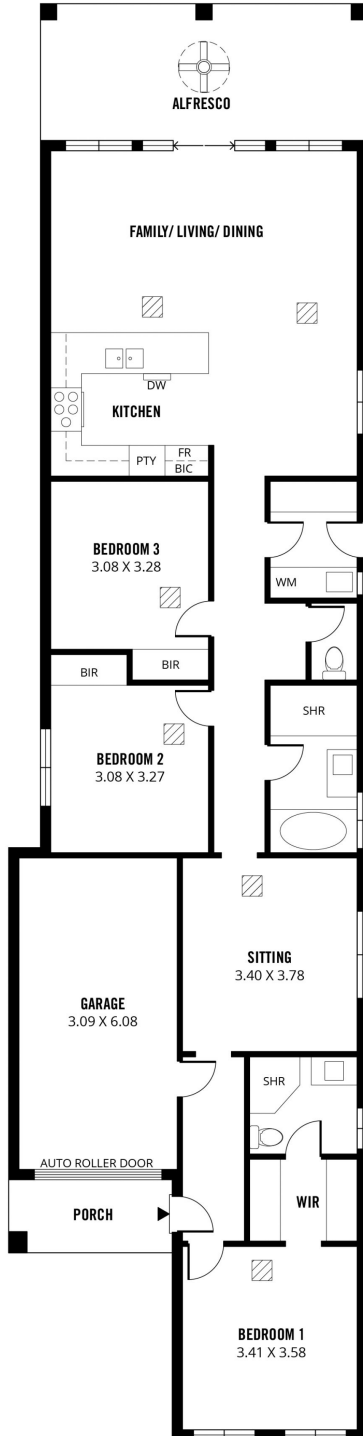 ALFRESCO
FAMILY/ LIVING/ DINING
DW
KITCHEN
PTY
FR
BIC
BEDROOM 3
3.08 X 3.28
WM
BIR
BIR
SHR
BEDROOM 2
3.08 X 3.27
SITTING
3.40 X 3.78
GARAGE
3.09 X 6.08
SHR
AUTO ROLLER DOOR
PORCH
WIR
BEDROOM 1
3.41 X 3.58